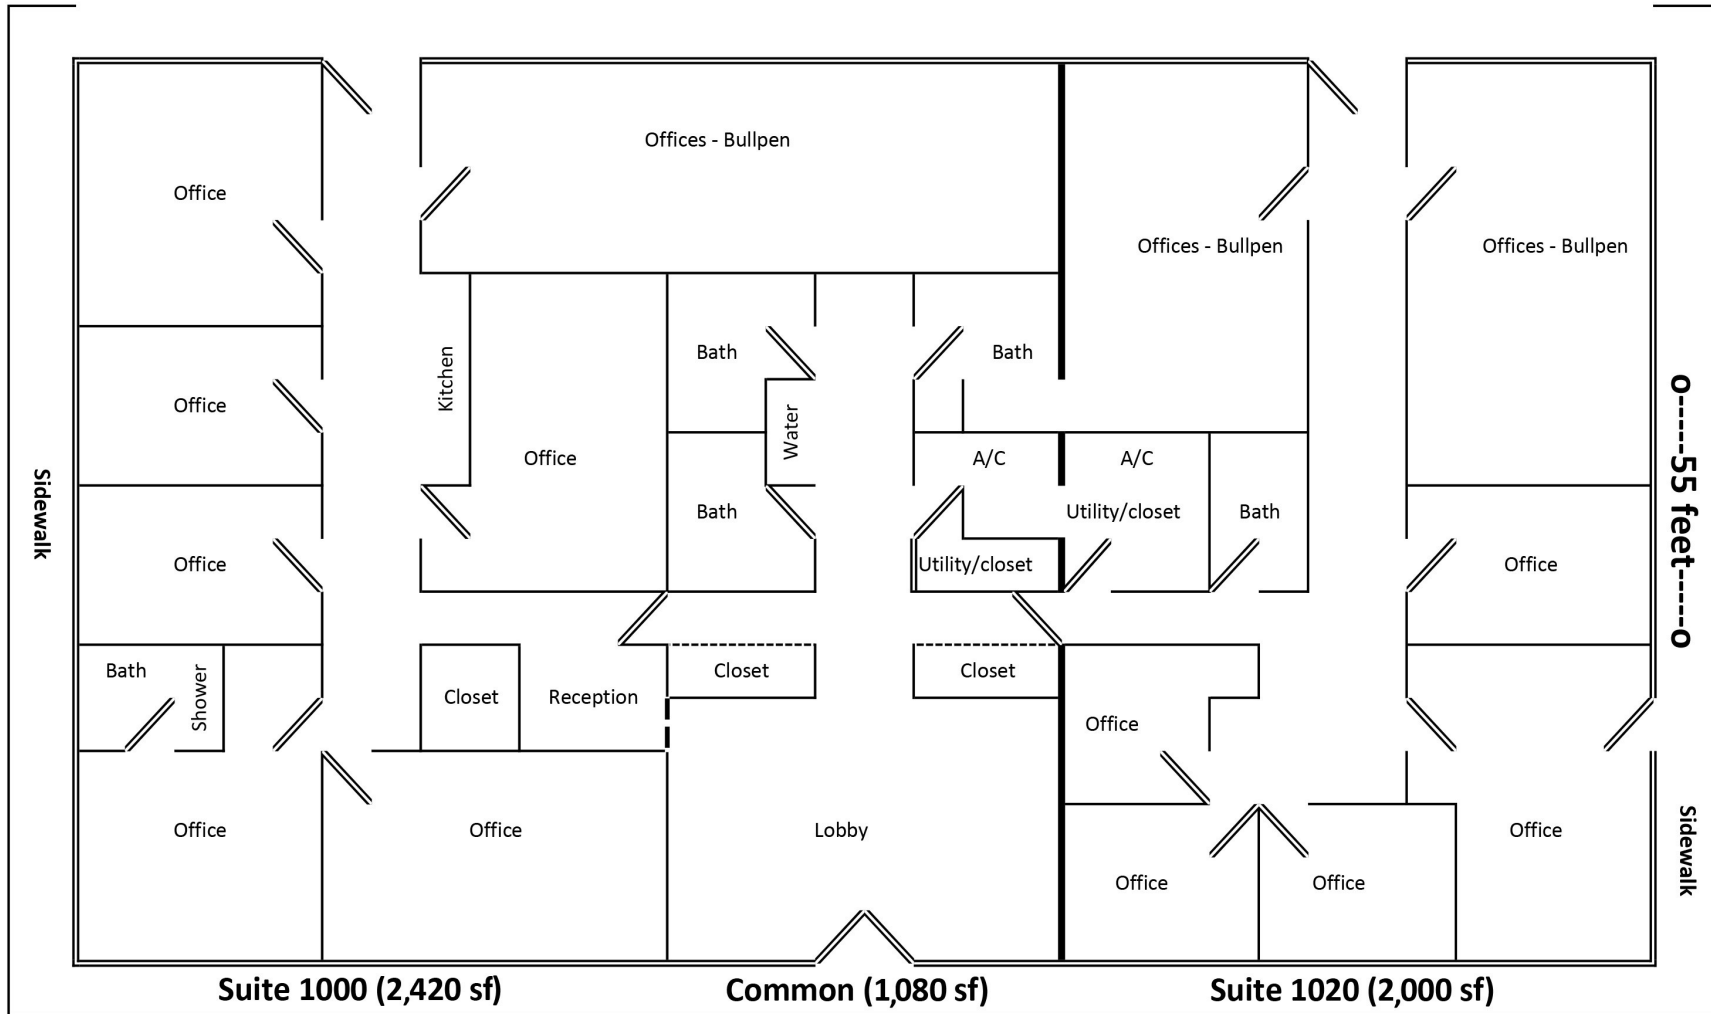 Offices - Bullpen
Office
Offices - Bullpen
Offices - Bullpen
Bath
Bath
Kitchen
Office
Water
Office
A/C
A/C
Sidewalk
O-----55 feet-----O
Bath
Utility/closet
Bath
Office
Utility/closet
Office
Bath
Shower
Closet
Reception
Closet
Closet
Office
Office
Office
Lobby
Office
Sidewalk
Office
Office
Suite 1000 (2,420 sf)
Common (1,080 sf)
Suite 1020 (2,000 sf)